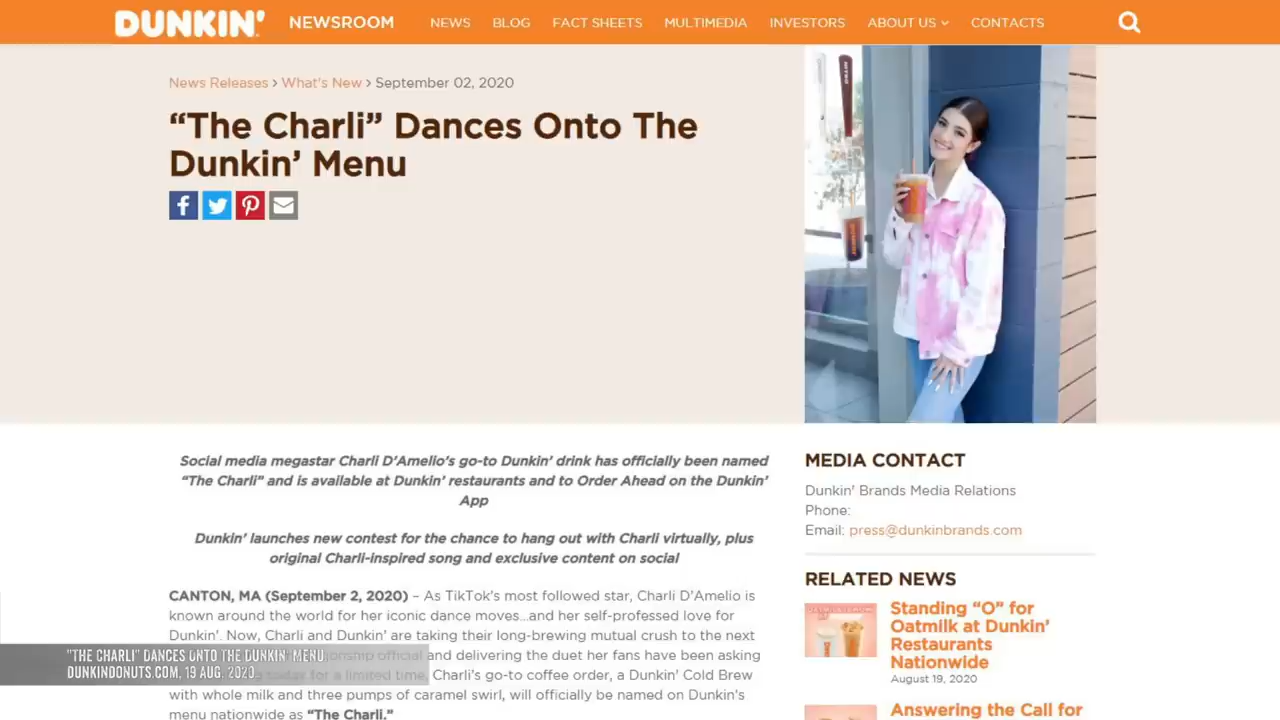 DUNKIN' NEWSROOM NEWS BLOG FACT SHEETS MULTIMEDIA INVESTORS ABOUT US CONTACTS
News Releases › What's New › September 02, 2020
“The Charli” Dances Onto The
Dunkin’ Menu
Social media megastar Charli D’Amelio’s go-to Dunkin’ drink has officially been named
“The Charli” and is available at Dunkin’ restaurants and to Order Ahead on the Dunkin’
App
Dunkin’ launches new contest for the chance to hang out with Charli virtually, plus
original Charli-inspired song and exclusive content on social
CANTON, MA (September 2, 2020) – As TikTok’s most followed star, Charli D’Amelio is
known around the world for her iconic dance moves...and her self-professed love for
Dunkin’. Now, Charli and Dunkin’ are taking their long-brewing mutual crush to the next
official and delivering the duet her fans have been asking
today for a limited time, Charli’s go-to coffee order, a Dunkin’ Cold Brew
with whole milk and three pumps of caramel swirl, will officially be named on Dunkin’s
menu nationwide as “The Charli.”
"THE CHARLI" DANCES ONTO THE DUNKIN' MENU,
DUNKINDONUTS.COM, 19 AUG. 2020
MEDIA CONTACT
Dunkin' Brands Media Relations
Phone:
Email: press@dunkinbrands.com
RELATED NEWS
Standing “O” for
Oatmilk at Dunkin’
Restaurants
Nationwide
August 19, 2020
Answering the Call for